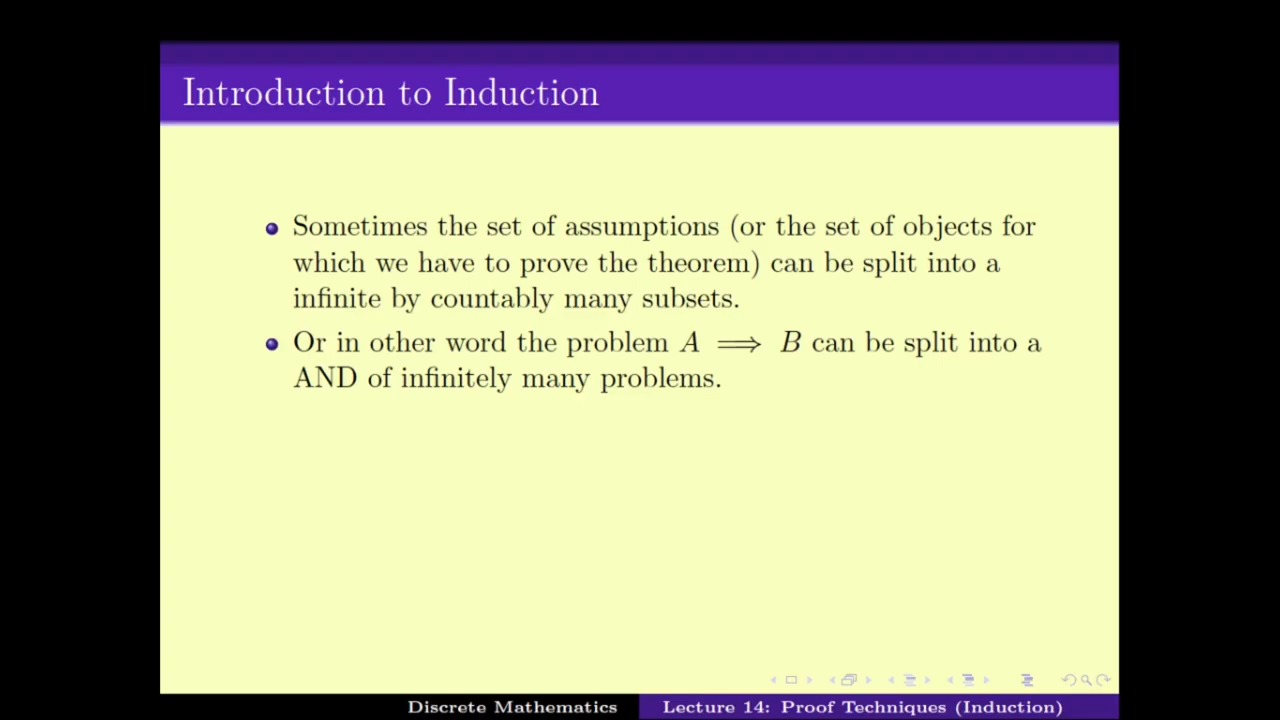 Introduction to Induction
Sometimes the set of assumptions (or the set of objects for
which we have to prove the theorem) can be split into a
infinite by countably many subsets.
Or in other word the problem A ⟹ B can be split into a
AND of infinitely many problems.
Discrete Mathematics
Lecture 14: Proof Techniques (Induction)